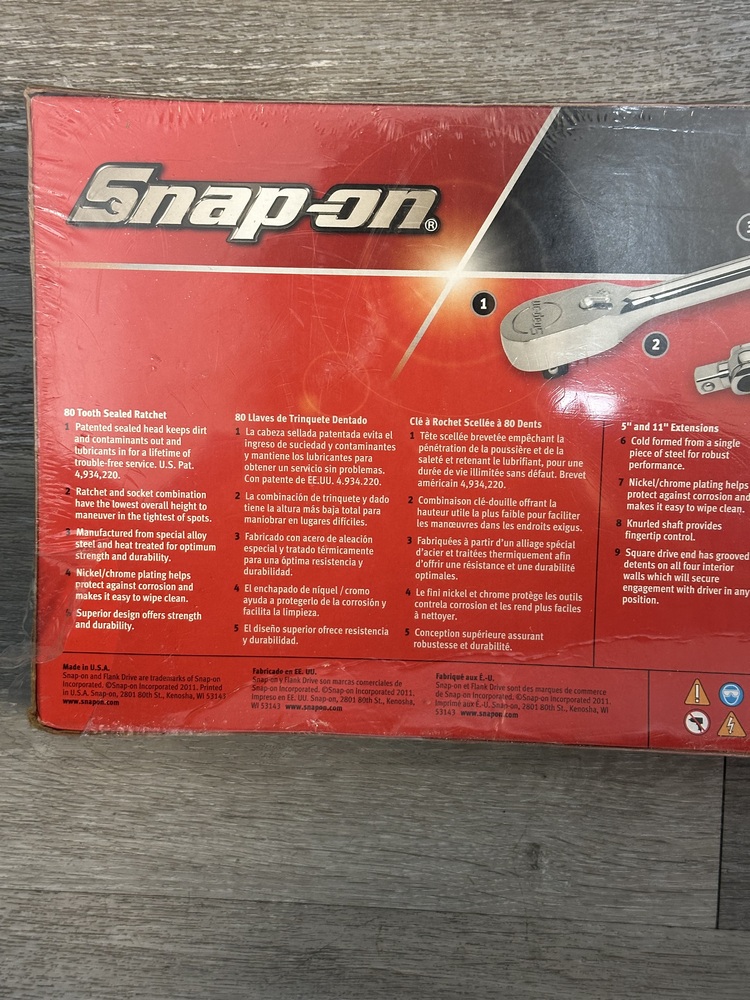 Snap-on®
1
2
3
Snap-on
80 Tooth Sealed Ratchet
1 Patented sealed head keeps dirt
and contaminants out and
lubricants in for a lifetime of
trouble-free service. U.S. Pat.
4,934,220.
2 Ratchet and socket combination
have the lowest overall height to
maneuver in the tightest of spots.
3 Manufactured from special alloy
steel and heat treated for optimum
strength and durability.
4 Nickel/chrome plating helps
protect against corrosion and
makes it easy to wipe clean.
5 Superior design offers strength
and durability.
80 Llaves de Trinquete Dentado
1 La cabeza sellada patentada evita el
ingreso de suciedad y contaminantes
y mantiene los lubricantes para
obtener un servicio sin problemas.
Con patente de EE.UU. 4.934.220.
2 La combinación de trinquete y dado
tiene la altura más baja total para
maniobrar en lugares difíciles.
3 Fabricado con acero de aleación
especial y tratado térmicamente
para una óptima resistencia y
durabilidad.
4 El enchapado de níquel / cromo
ayuda a protegerlo de la corrosión y
facilita la limpieza.
5 El diseño superior ofrece resistencia
y durabilidad.
Clé à Rochet Scellée à 80 Dents
1 Tête scellée brevetée empêchant la
pénétration de la poussière et de la
saleté et retenant le lubrifiant, pour une
durée de vie illimitée sans défaut. Brevet
américain 4,934,220.
2 Combinaison clé-douille offrant la
hauteur utile la plus faible pour faciliter
les manœuvres dans les endroits exigus.
3 Fabriquées à partir d'un alliage spécial
d'acier et traitées thermiquement afin
d'offrir une résistance et une durabilité
optimales.
4 Le fini nickel et chrome protège les outils
contrela corrosion et les rend plus faciles
à nettoyer.
5 Conception supérieure assurant
robustesse et durabilité.
5" and 11" Extensions
6 Cold formed from a single
piece of steel for robust
performance.
7 Nickel/chrome plating helps
protect against corrosion and
makes it easy to wipe clean.
8 Knurled shaft provides
fingertip control.
9 Square drive end has grooved
detents on all four interior
walls which will secure
engagement with driver in any
position.
Made in U.S.A.
Snap-on and Flank Drive are trademarks of Snap-on
Incorporated. ©Snap-on Incorporated 2011. Printed
in U.S.A. Snap-on, 2801 80th St., Kenosha, WI 53143
www.snapon.com
Fabricado en EE. UU.
Snap-on y Flank Drive son marcas comerciales de
Snap-on Incorporated. ©Snap-on Incorporated 2011.
Impreso en EE. UU. Snap-on, 2801 80th St., Kenosha,
WI 53143 www.snapon.com
Fabriqué aux É.-U.
Snap-on et Flank Drive sont des marques de commerce
de Snap-on Incorporated. ©Snap-on Incorporated 2011.
Imprimé aux É.-U. Snap-on, 2801 80th St., Kenosha, WI
53143 www.snapon.com